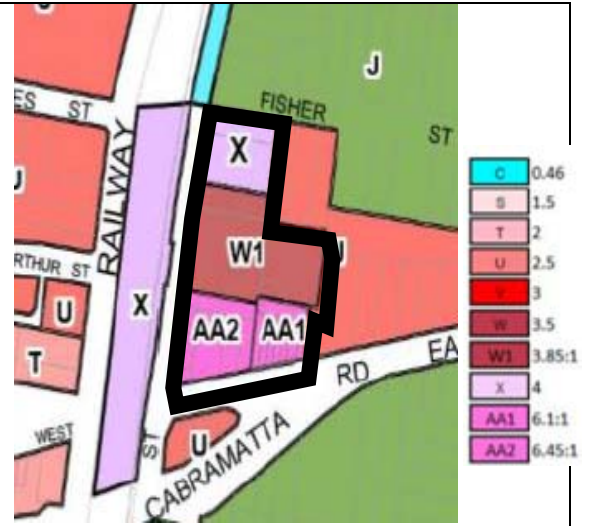 J
FISHER
ES ST
ST
X
RAILWAY
W1
U
RTHUR ST
U
X
AA2
AA1
T
EA
RD
WEST
ST
U
CABRAMATTA
C 0.46
S 1.5
T 2
U 2.5
V 3
W 3.5
W1 3.85:1
X 4
AA1 6.1:1
AA2 6.45:1